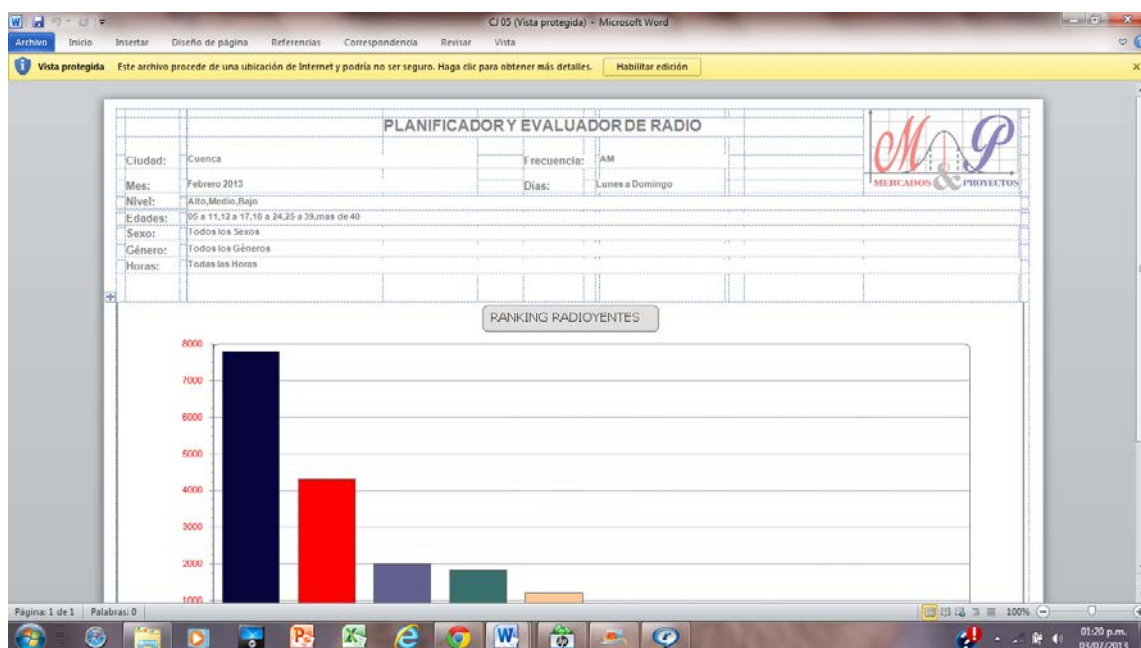 CJ 05 (Vista protegida) - Microsoft Word
Archivo Inicio Insertar Diseño de página Referencias Correspondencia Revisar Vista
Vista protegida Este archivo procede de una ubicación de Internet y podría no ser seguro. Haga clic para obtener más detalles. Habilitar edición
PLANIFICADOR Y EVALUADOR DE RADIO
M&P
MERCADOS & PROYECTOS
Ciudad: Cuenca Frecuencia: AM
Mes: Febrero 2013 Días: Lunes a Domingo
Nivel: Alto,Medio,Bajo
Edades: 05 a 11,12 a 17,18 a 24,25 a 39,mas de 40
Sexo: Todos los Sexos
Género: Todos los Géneros
Horas: Todas las Horas
RANKING RADIOYENTES
8000
7000
6000
5000
4000
3000
2000
1000
Página: 1 de 1 Palabras: 0 100%
01:20 p.m.
03/07/2013